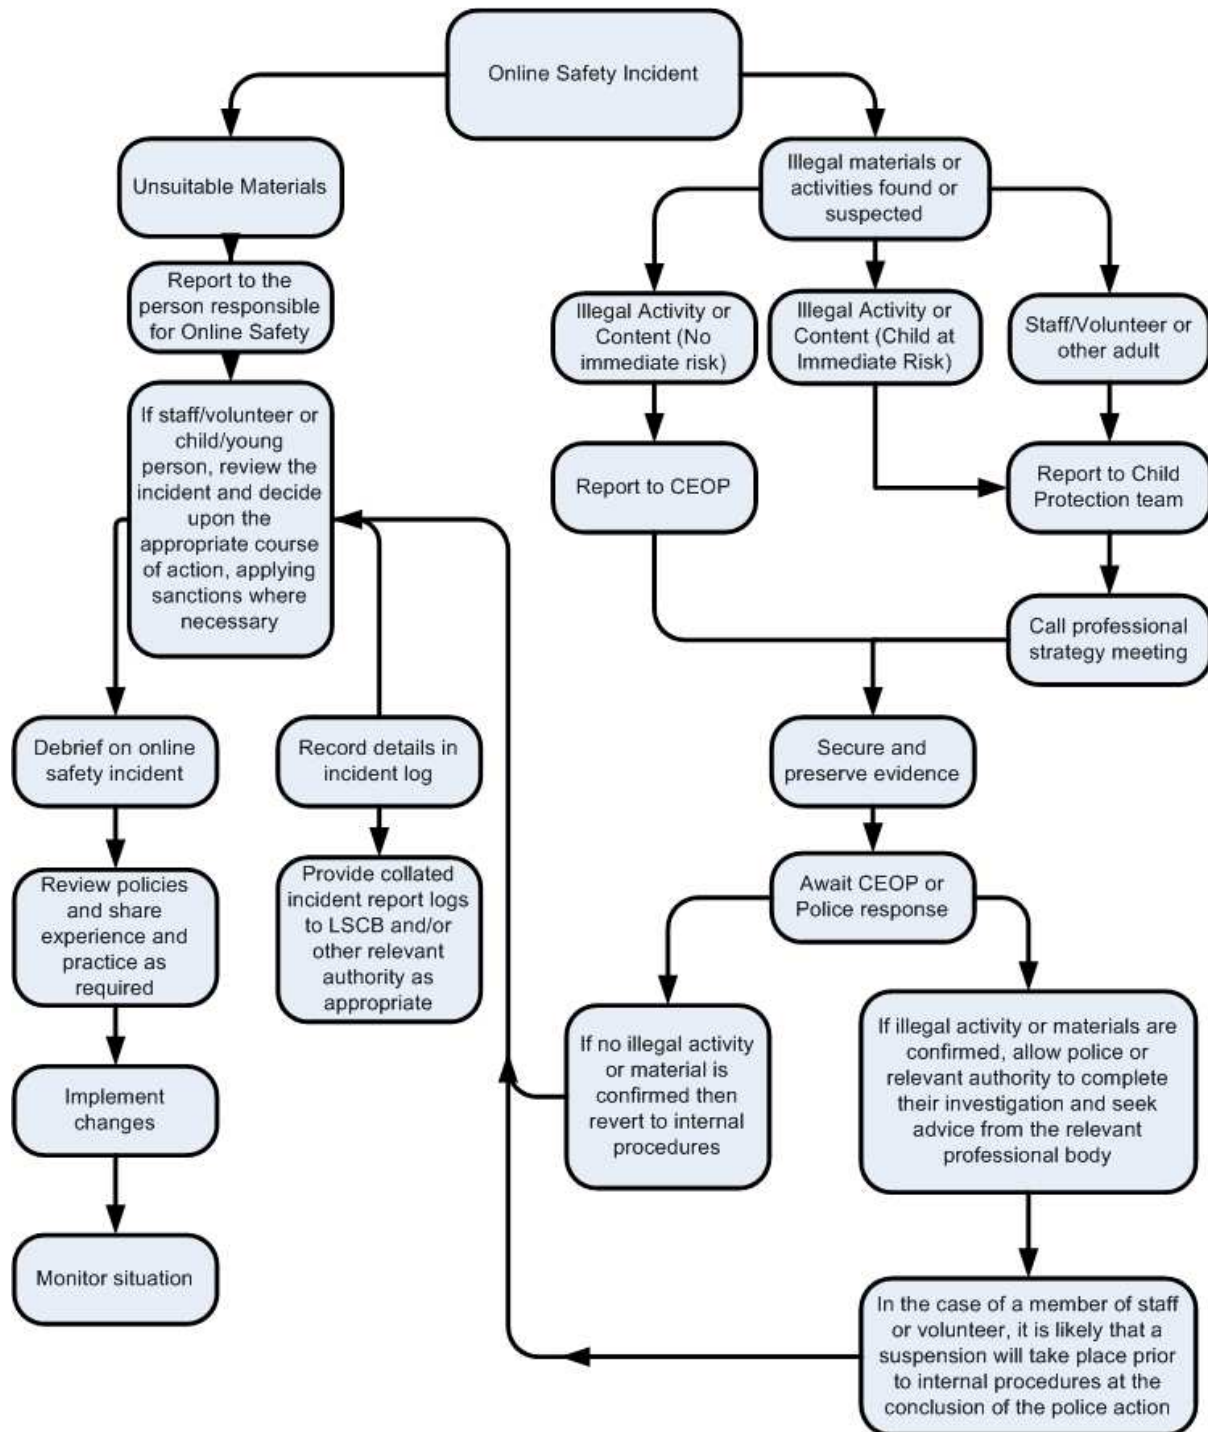 Online Safety Incident
Unsuitable Materials
Report to the
person responsible
for Online Safety
If staff/volunteer or
child/young
person, review the
incident and decide
upon the
appropriate course
of action, applying
sanctions where
necessary
Debrief on online
safety incident
Review policies
and share
experience and
practice as
required
Implement
changes
Monitor situation
Record details in
incident log
Provide collated
incident report logs
to LSCB and/or
other relevant
authority as
appropriate
Illegal materials or
activities found or
suspected
Illegal Activity or
Content (No
immediate risk)
Illegal Activity or
Content (Child at
Immediate Risk)
Staff/Volunteer or
other adult
Report to CEOP
Report to Child
Protection team
Call professional
strategy meeting
Secure and
preserve evidence
Await CEOP or
Police response
If no illegal activity
or material is
confirmed then
revert to internal
procedures
If illegal activity or materials are
confirmed, allow police or
relevant authority to complete
their investigation and seek
advice from the relevant
professional body
In the case of a member of staff
or volunteer, it is likely that a
suspension will take place prior
to internal procedures at the
conclusion of the police action